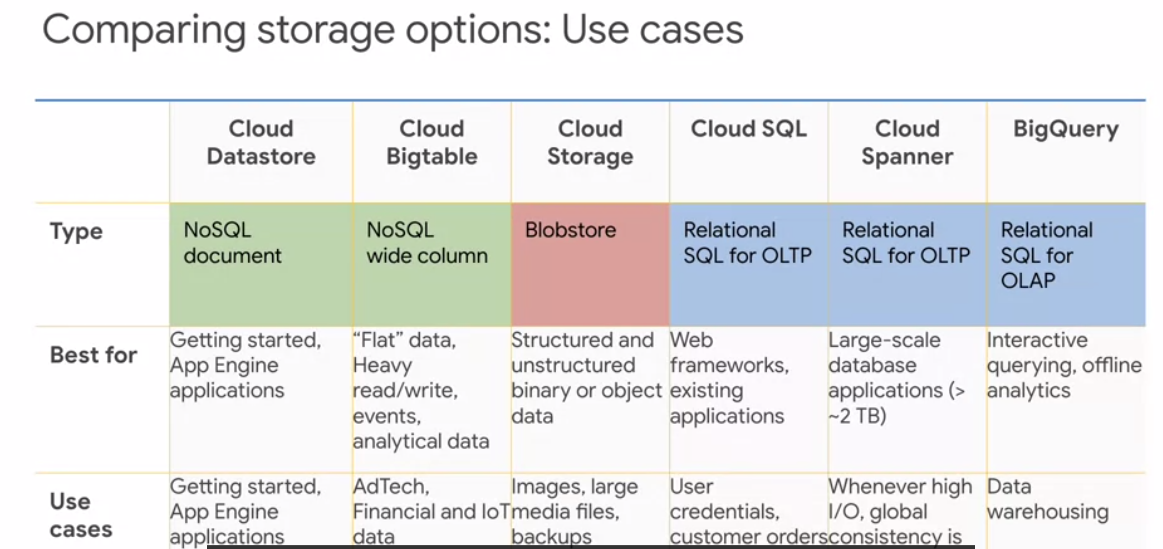 Comparing storage options: Use cases
Cloud
Datastore
Cloud
Bigtable
Cloud
Storage
Cloud SQL
Cloud
Spanner
BigQuery
Type
NoSQL
document
NoSQL
wide column
Blobstore
Relational
SQL for OLTP
Relational
SQL for OLTP
Relational
SQL for
OLAP
Best for
Getting started,
App Engine
applications
“Flat” data,
Heavy
read/write,
events,
analytical data
Structured and
unstructured
binary or object
data
Web
frameworks,
existing
applications
Large-scale
database
applications (>
~2 TB)
Interactive
querying, offline
analytics
Use
cases
Getting started,
App Engine
applications
AdTech,
Financial and IoT
data
Images, large
media files,
backups
User
credentials,
customer orders
Whenever high
I/O, global
consistency is
Data
warehousing